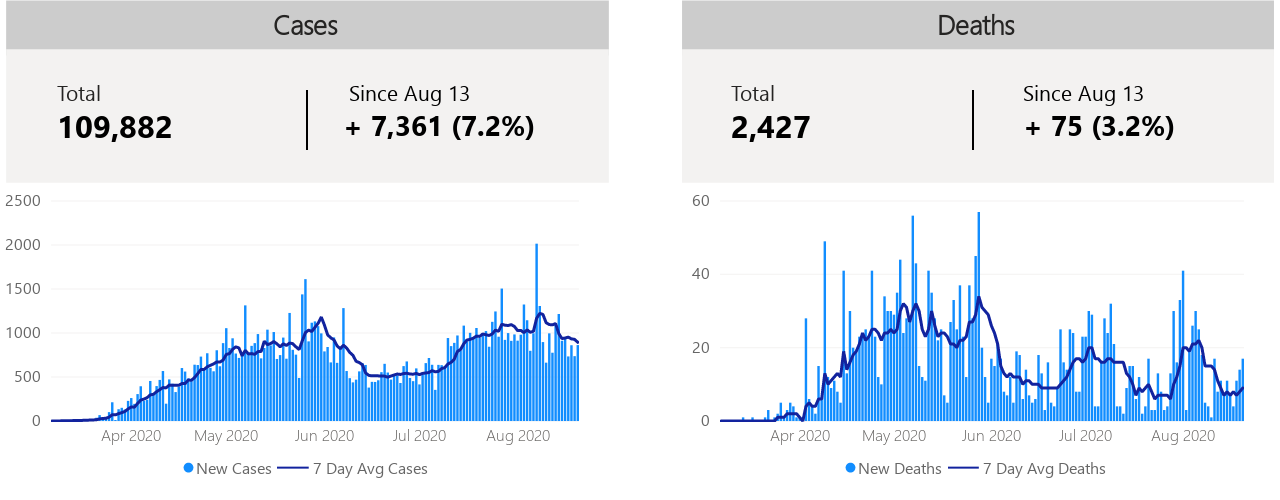 Cases
Total
109,882
Since Aug 13
+ 7,361 (7.2%)
2500
2000
1500
1000
500
0
Apr 2020 May 2020 Jun 2020 Jul 2020 Aug 2020
New Cases 7 Day Avg Cases
Deaths
Total
2,427
Since Aug 13
+ 75 (3.2%)
60
40
20
0
Apr 2020 May 2020 Jun 2020 Jul 2020 Aug 2020
New Deaths 7 Day Avg Deaths